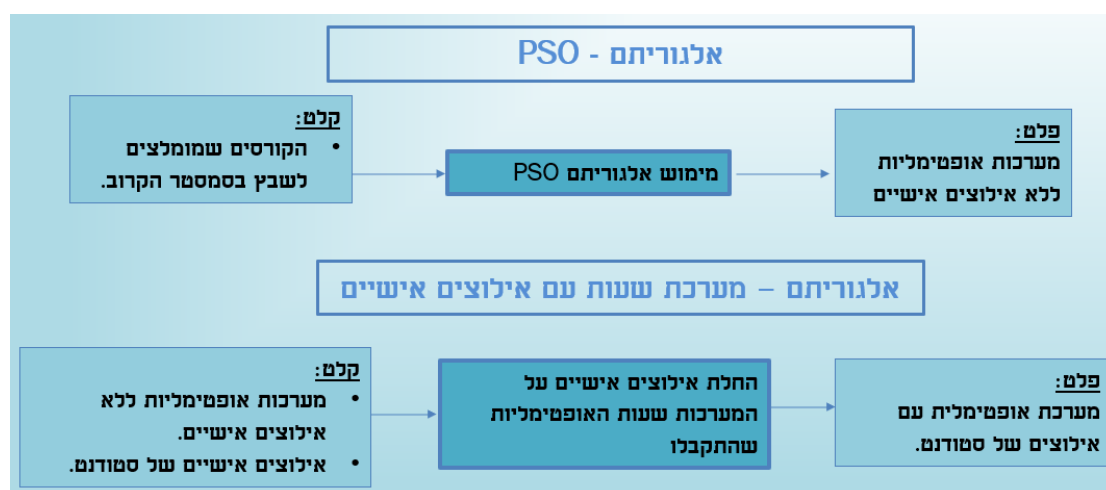 אלגוריתם - PSO
קלט:
• הקורסים שמומלצים
לשבץ בסמסטר הקרוב.
מימוש אלגוריתם PSO
פלט:
מערכות אופטימליות
ללא אילוצים אישיים
אלגוריתם – מערכת שעות עם אילוצים אישיים
קלט:
• מערכות אופטימליות ללא
אילוצים אישיים.
• אילוצים אישיים של סטודנט.
החלת אילוצים אישיים על
המערכות שעות האופטימליות
שהתקבלו
פלט:
מערכת אופטימלית עם
אילוצים של סטודנט.